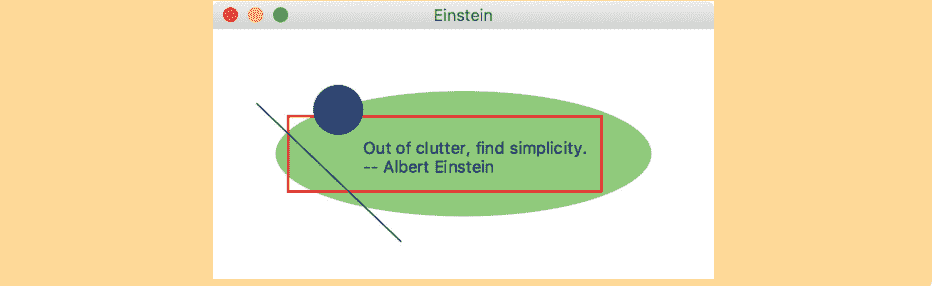 Einstein
Out of clutter, find simplicity.
-- Albert Einstein